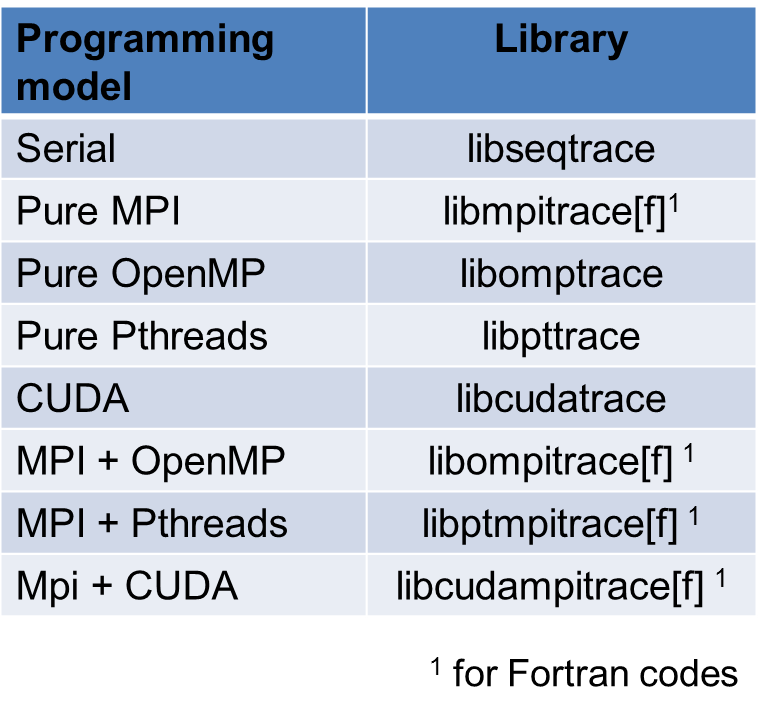 Programming model Library
Serial libseqtrace
Pure MPI libmpitrace[f]¹
Pure OpenMP libomptrace
Pure Pthreads libpttrace
CUDA libcudatrace
MPI + OpenMP libompitrace[f] ¹
MPI + Pthreads libptmpitrace[f] ¹
Mpi + CUDA libcudampitrace[f] ¹
¹ for Fortran codes